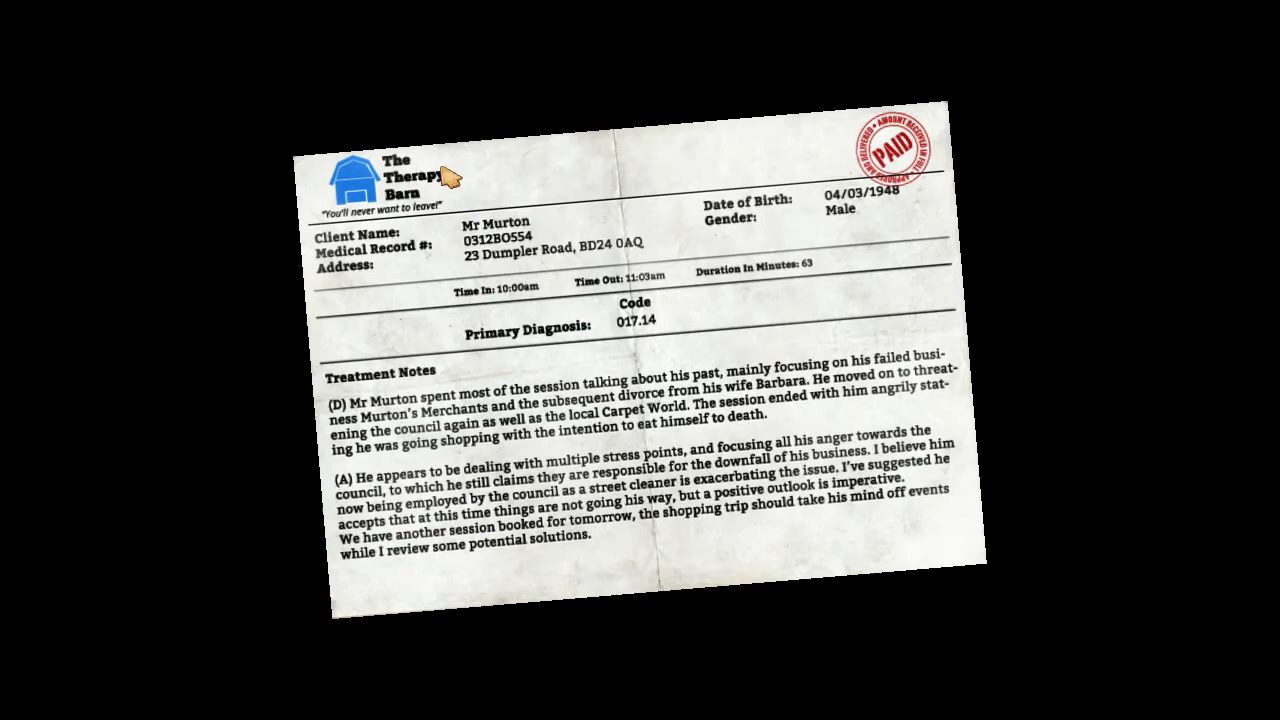 The
Therapy
Barn
"You'll never want to leave!"
AMOUNT RECEIVED IN FULL • APPROVED AND DELIVERED •
PAID
Client Name: Mr Murton
Medical Record #: 0312BO554
Address: 23 Dumpler Road, BD24 0AQ
Date of Birth: 04/03/1948
Gender: Male
Time In: 10:00am Time Out: 11:03am Duration In Minutes: 63
Code
Primary Diagnosis: 017.14
Treatment Notes
(D) Mr Murton spent most of the session talking about his past, mainly focusing on his failed busi-
ness Murton's Merchants and the subsequent divorce from his wife Barbara. He moved on to threat-
ening the council again as well as the local Carpet World. The session ended with him angrily stat-
ing he was going shopping with the intention to eat himself to death.
(A) He appears to be dealing with multiple stress points, and focusing all his anger towards the
council, to which he still claims they are responsible for the downfall of his business. I believe him
now being employed by the council as a street cleaner is exacerbating the issue. I've suggested he
accepts that at this time things are not going his way, but a positive outlook is imperative.
We have another session booked for tomorrow, the shopping trip should take his mind off events
while I review some potential solutions.